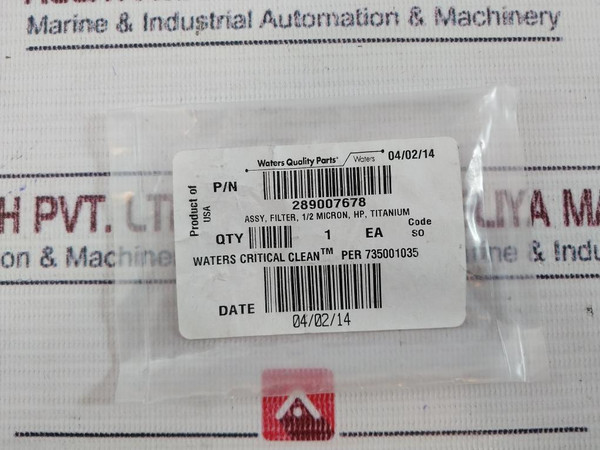 Marine & Industrial Automation & Machinery
Waters Quality Parts
Waters
04/02/14
Product of USA
P/N
289007678
ASSY, FILTER, 1/2 MICRON, HP, TITANIUM
QTY 1 EA Code SO
WATERS CRITICAL CLEAN™ PER 735001035
DATE
04/02/14
H PVT. LT
LIYA MA
on & Machine
ne & Indu